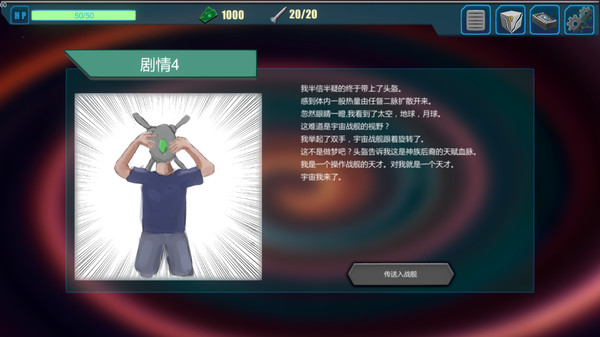 60
HP 50/50 1000 20/20
剧情4
我半信半疑的终于带上了头盔。
感到体内一股热量由任督二脉扩散开来。
忽然眼睛一瞪,我看到了太空，地球，月球。
这难道是宇宙战舰的视野？
我举起了双手，宇宙战舰跟着旋转了。
这不是做梦吧？头盔告诉我这是神族后裔的天赋血脉。
我是一个操作战舰的天才。对我就是一个天才。
宇宙我来了。
传送入战舰